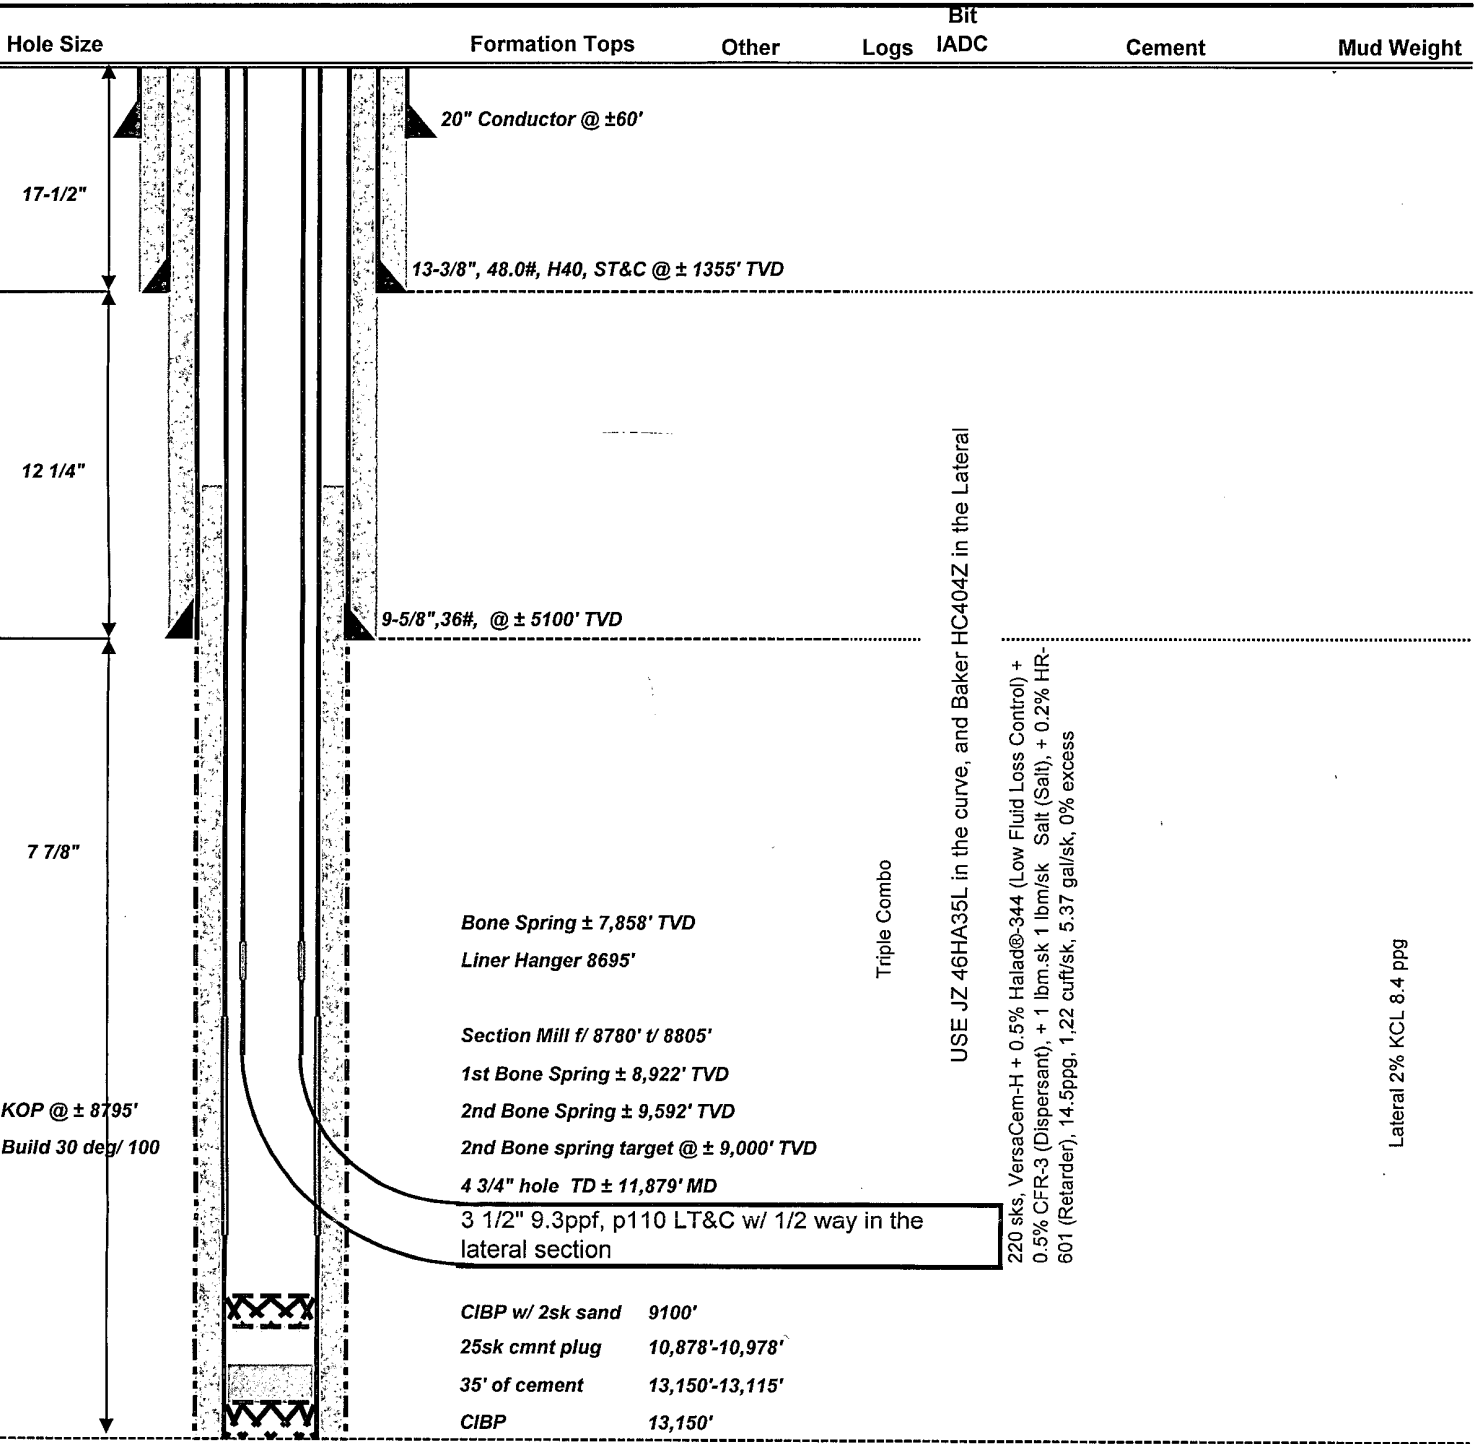 Hole Size
Formation Tops
Other
Logs
Bit
IADC
Cement
Mud Weight
20" Conductor @ ±60'
17-1/2"
13-3/8", 48.0#, H40, ST&C @ ± 1355' TVD
12 1/4"
9-5/8",36#, @ ± 5100' TVD
7 7/8"
Bone Spring ± 7,858' TVD
Liner Hanger 8695'
Section Mill f/ 8780' t/ 8805'
1st Bone Spring ± 8,922' TVD
KOP @ ± 8795'
2nd Bone Spring ± 9,592' TVD
Build 30 deg/ 100
2nd Bone spring target @ ± 9,000' TVD
4 3/4" hole TD ± 11,879' MD
3 1/2" 9.3ppf, p110 LT&C w/ 1/2 way in the
lateral section
CIBP w/ 2sk sand 9100'
25sk cmnt plug 10,878'-10,978'
35' of cement 13,150'-13,115'
CIBP 13,150'
Triple Combo
USE JZ 46HA35L in the curve, and Baker HC404Z in the Lateral
220 sks, VersaCem-H + 0.5% Halad®-344 (Low Fluid Loss Control) +
0.5% CFR-3 (Dispersant), + 1 lbm.sk 1 lbm/sk Salt (Salt), + 0.2% HR-
601 (Retarder), 14.5ppg, 1.22 cuft/sk, 5.37 gal/sk, 0% excess
Lateral 2% KCL 8.4 ppg